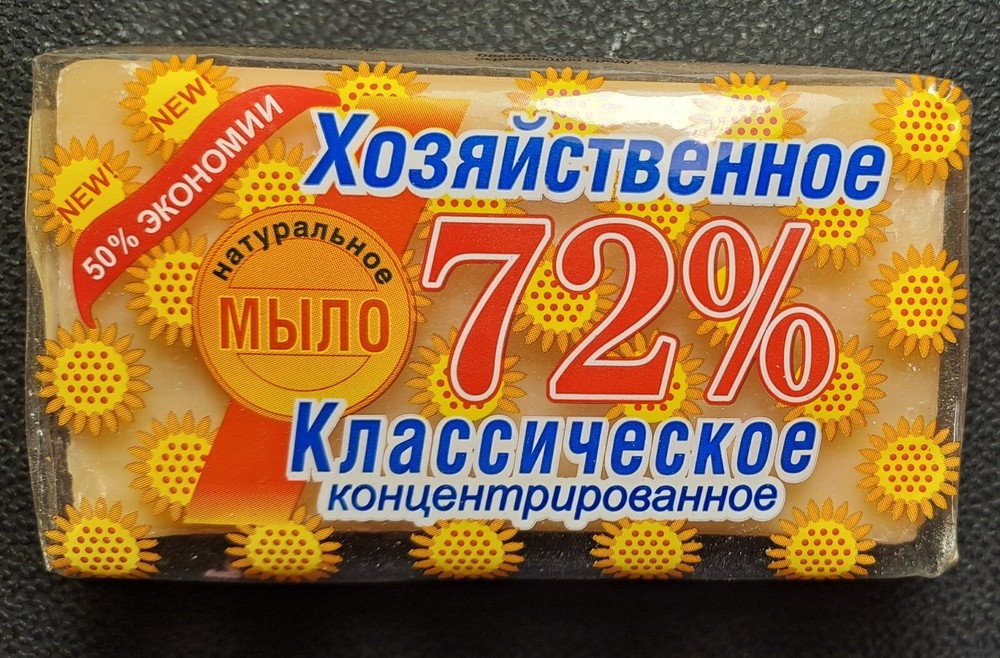 NEW!
NEW!
50% ЭКОНОМИИ
Хозяйственное
натуральное
МЫЛО
72%
Классическое
концентрированное